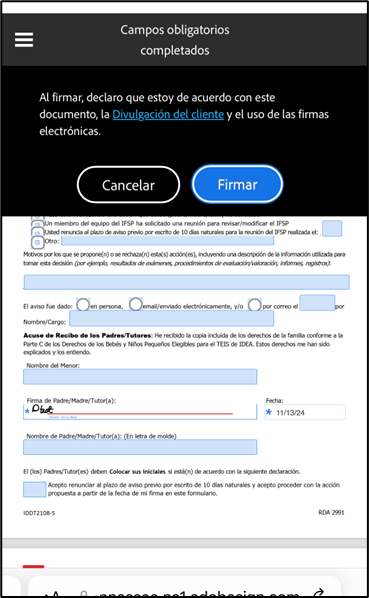 Campos obligatorios
completados
Al firmar, declaro que estoy de acuerdo con este
documento, la Divulgación del cliente y el uso de las firmas
electrónicas.
Cancelar
Firmar
Un miembro del equipo del IFSP ha solicitado una reunión para revisar/modificar el IFSP
Usted renuncia al plazo de aviso previo por escrito de 10 días naturales para la reunión del IFSP realizada el:
Otro:
Motivos por los que se propone(n) o se rechaza(n) esta(s) acción(es), incluyendo una descripción de la información utilizada para
tomar esta decisión (por ejemplo, resultados de exámenes, procedimientos de evaluación/valoración, informes, registros):
El aviso fue dado: en persona, email/enviado electrónicamente, y/o por correo el por
Nombre/Cargo:
Acuse de Recibo de los Padres/Tutores: He recibido la copia incluida de los derechos de la familia conforme a la
Parte C de los Derechos de los Bebés y Niños Pequeños Elegibles para el TEIS de IDEA. Estos derechos me han sido
explicados y los entiendo.
Nombre del Menor:
Firma de Padre/Madre/Tutor(a):
Fecha:
* 11/13/24
Nombre de Padre/Madre/Tutor(a): (En letra de molde)
El (los) Padres/Tutor(es) deben Colocar sus iniciales si está(n) de acuerdo con la siguiente declaración.
Acepto renunciar al plazo de aviso previo por escrito de 10 días naturales y acepto proceder con la acción
propuesta a partir de la fecha de mi firma en este formulario.
IDDT2108-5
RDA 2991